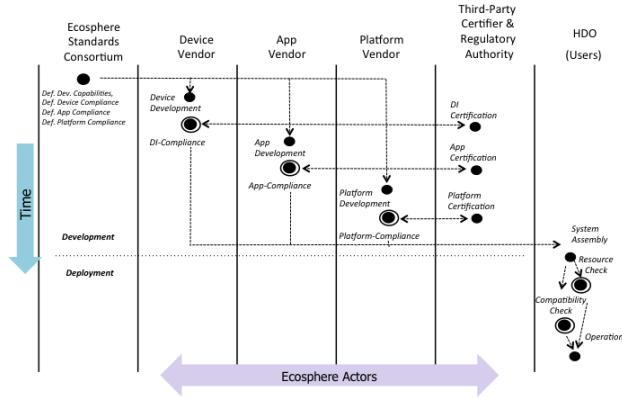 Ecosphere
Standards
Consortium
Device
Vendor
App
Vendor
Platform
Vendor
Third-Party
Certifier &
Regulatory
Authority
HDO
(Users)
Def. Dev. Capabilities,
Def. Device Compliance
Def. App Compliance
Def. Platform Compliance
Device
Development
DI-Compliance
DI
Certification
App
Development
App-Compliance
App
Certification
Platform
Development
Platform-Compliance
Platform
Certification
Time
Development
Deployment
System
Assembly
Resource
Check
Compatibility
Check
Operation
Ecosphere Actors